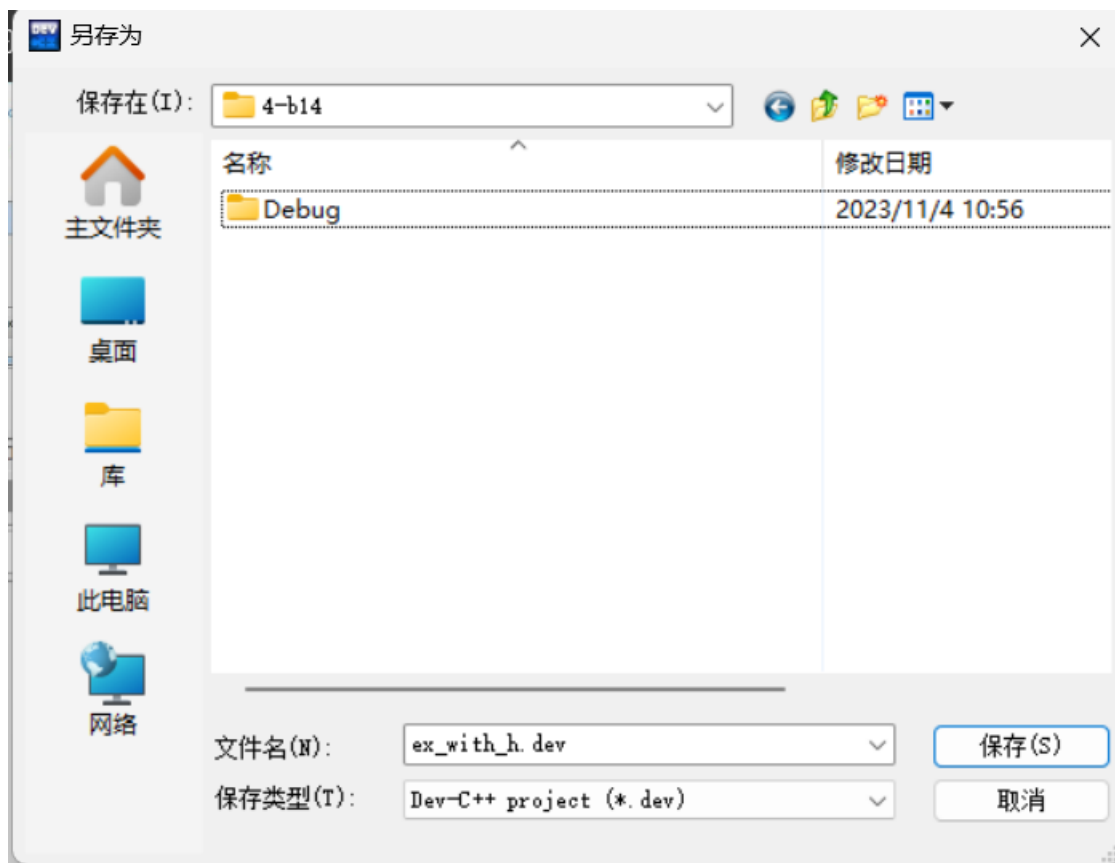 另存为
保存在(I):
4-b14
名称
修改日期
Debug
2023/11/4 10:56
主文件夹
桌面
库
此电脑
网络
文件名(N):
ex_with_h.dev
保存(S)
保存类型(T):
Dev-C++ project (*.dev)
取消